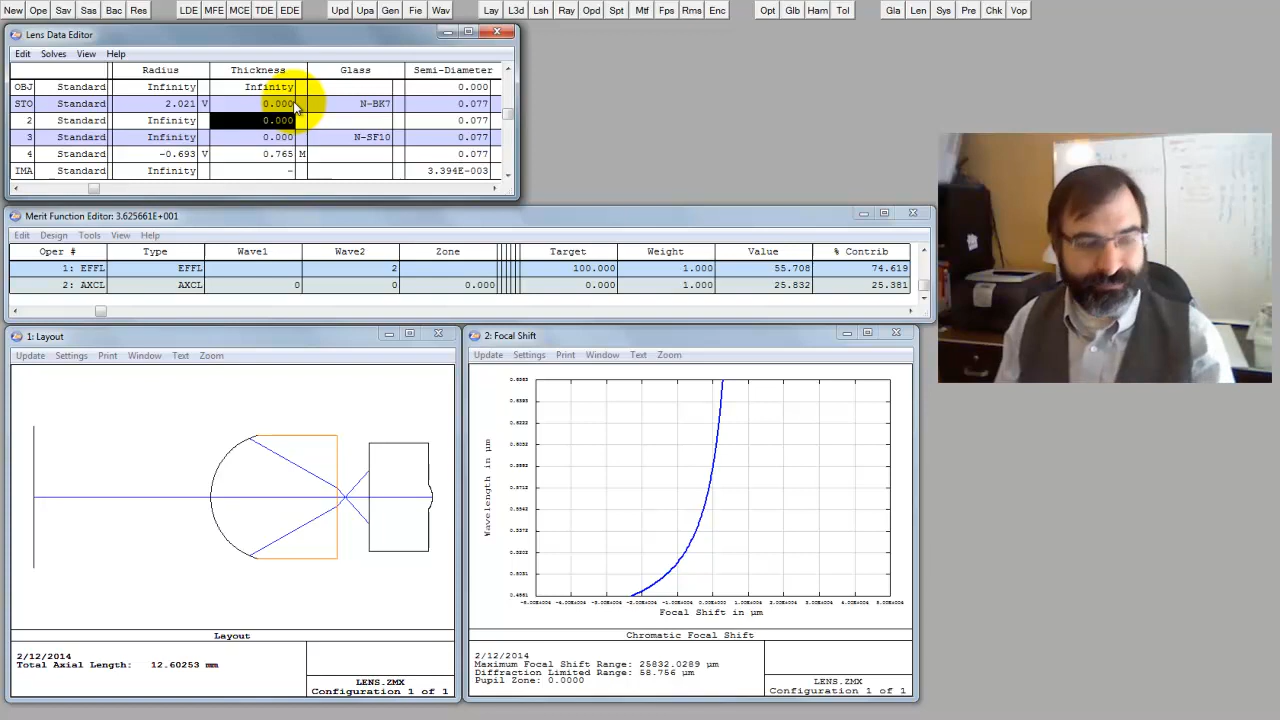 New Ope Sav Sas Bac Res LDE MFE MCE TDE EDE Upd Upa Gen Fie Wav Lay L3d Lsh Ray Opd Spt Mtf Fps Rms Enc Opt Glb Ham Tol Gla Len Sys Pre Chk Vop
Lens Data Editor
Edit Solves View Help
Radius Thickness Glass Semi-Diameter
OBJ Standard Infinity Infinity 0.000
STO Standard 2.021 V 0.000 N-BK7 0.077
2 Standard Infinity 0.000 0.077
3 Standard Infinity 0.000 N-SF10 0.077
4 Standard -0.693 V 0.765 M 0.077
IMA Standard Infinity - 3.394E-003
Merit Function Editor: 3.625661E+001
Edit Design Tools View Help
Oper # Type Wave1 Wave2 Zone Target Weight Value % Contrib
1: EFFL EFFL 2 100.000 1.000 55.708 74.619
2: AXCL AXCL 0 0 0.000 0.000 1.000 25.832 25.381
1: Layout
Update Settings Print Window Text Zoom
Layout
2/12/2014
Total Axial Length: 12.60253 mm
LENS.ZMX
Configuration 1 of 1
2: Focal Shift
Update Settings Print Window Text Zoom
Wavelength in µm
Focal Shift in µm
Chromatic Focal Shift
2/12/2014
Maximum Focal Shift Range: 25832.0289 µm
Diffraction Limited Range: 58.756 µm
Pupil Zone: 0.0000
LENS.ZMX
Configuration 1 of 1